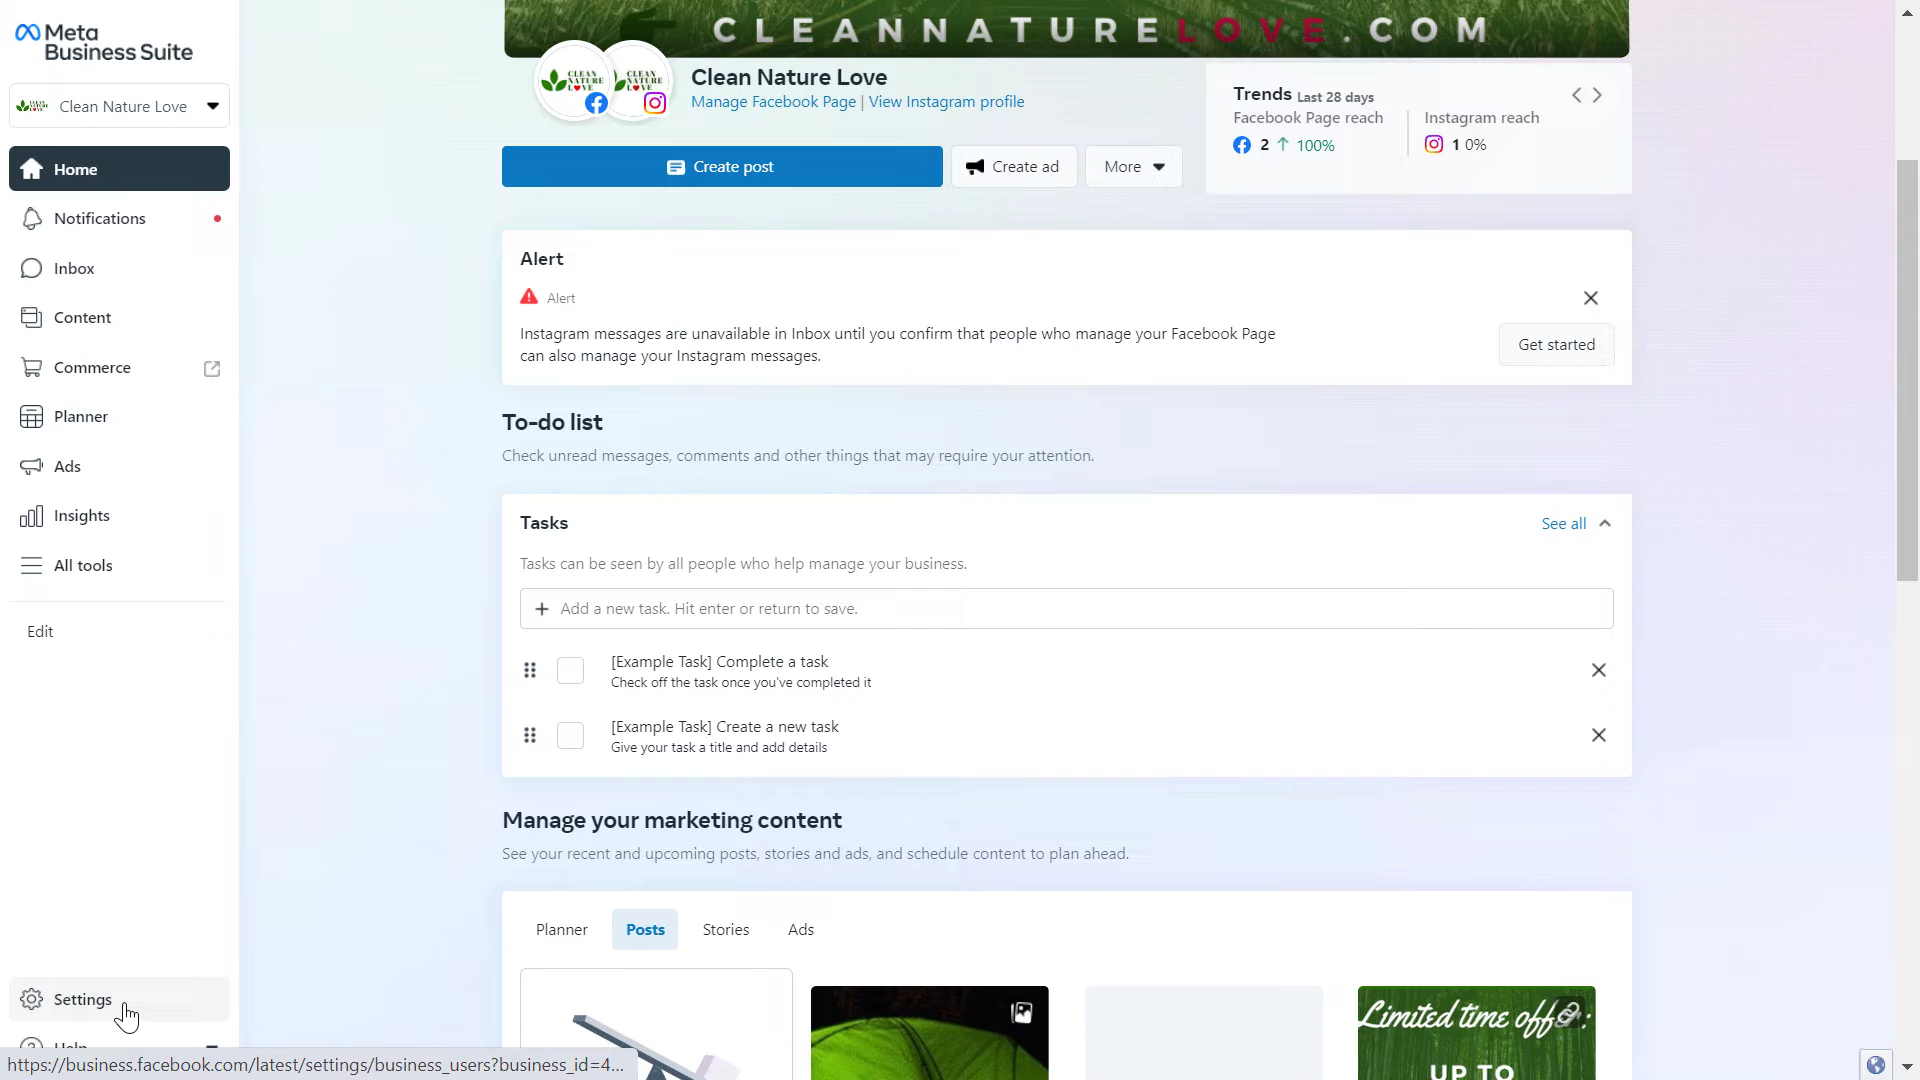 Meta
Business Suite
Clean Nature Love
Home
Notifications
Inbox
Content
Commerce
Planner
Ads
Insights
All tools
Edit
Settings
Help
https://business.facebook.com/latest/settings/business_users?business_id=4...
CLEANNATURELOVE.COM
CLEAN
NATURE
LOVE
CLEAN
NATURE
LOVE
Clean Nature Love
Manage Facebook Page | View Instagram profile
Create post
Create ad
More
Trends Last 28 days
Facebook Page reach
2 ↑ 100%
Instagram reach
1 0%
Alert
Alert
Instagram messages are unavailable in Inbox until you confirm that people who manage your Facebook Page
can also manage your Instagram messages.
Get started
To-do list
Check unread messages, comments and other things that may require your attention.
Tasks
See all
Tasks can be seen by all people who help manage your business.
+ Add a new task. Hit enter or return to save.
[Example Task] Complete a task
Check off the task once you've completed it
[Example Task] Create a new task
Give your task a title and add details
Manage your marketing content
See your recent and upcoming posts, stories and ads, and schedule content to plan ahead.
Planner
Posts
Stories
Ads
Limited time offer:
UP TO